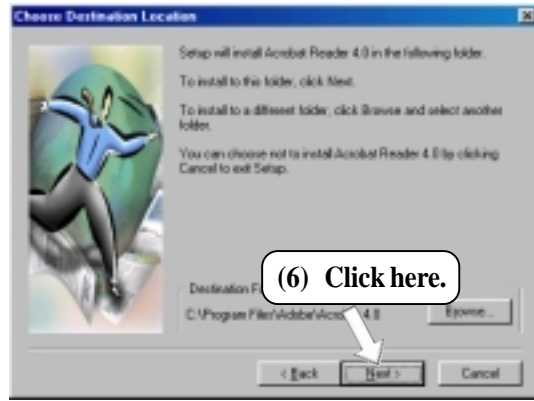 Choose Destination Location
Setup will install Acrobat Reader 4.0 in the following folder.
To install to this folder, click Next.
To install to a different folder, click Browse and select another
folder.
You can choose not to install Acrobat Reader 4.0 by clicking
Cancel to exit Setup.
(6) Click here.
Destination
C:\Program Files\Adobe\ 4.0
Browse...
< Back
Next >
Cancel